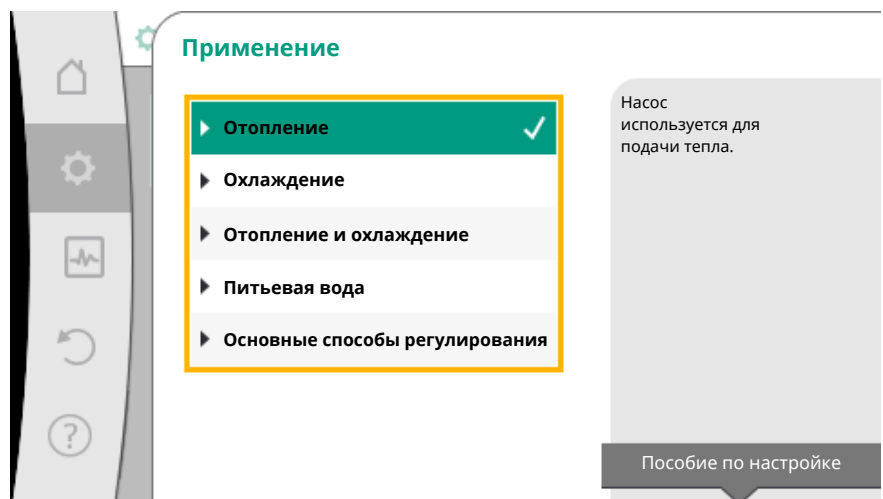 Применение
Отопление
Охлаждение
Отопление и охлаждение
Питьевая вода
Основные способы регулирования
Насос
используется для
подачи тепла.
?
Пособие по настройке